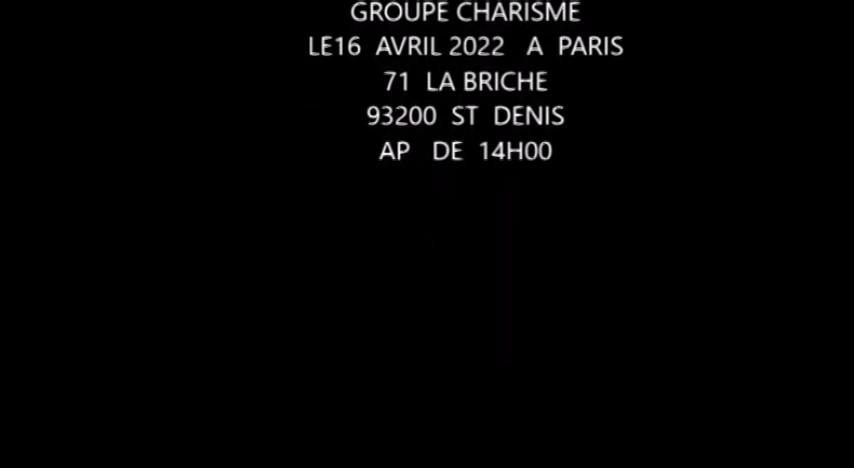 GROUPE CHARISME
LE16 AVRIL 2022 A PARIS
71 LA BRICHE
93200 ST DENIS
AP DE 14H00